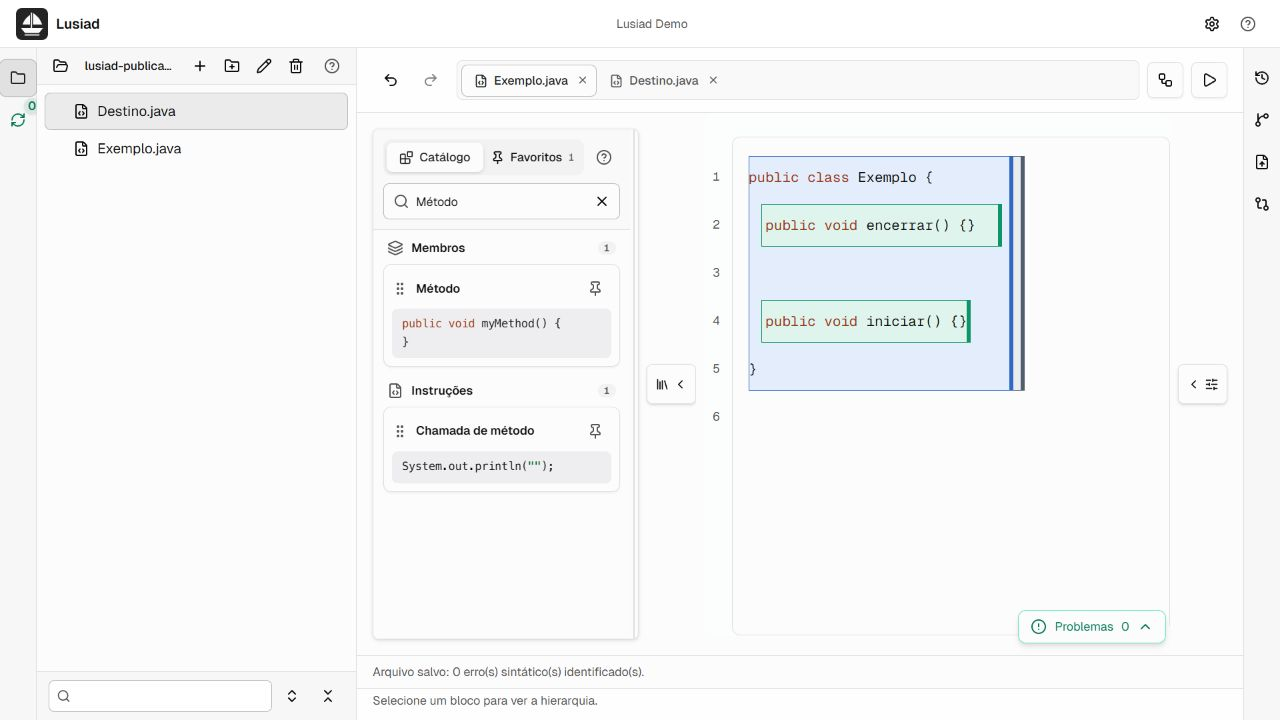 Lusiad
Lusiad Demo
lusiad-publica...
0
Destino.java
Exemplo.java
Exemplo.java
Destino.java
Catálogo
Favoritos 1
Método
Membros 1
Método
public void myMethod() {
}
Instruções 1
Chamada de método
System.out.println("");
1 public class Exemplo {
2 public void encerrar() {}
3
4 public void iniciar() {}
5 }
6
Problemas 0
Arquivo salvo: 0 erro(s) sintático(s) identificado(s).
Selecione um bloco para ver a hierarquia.